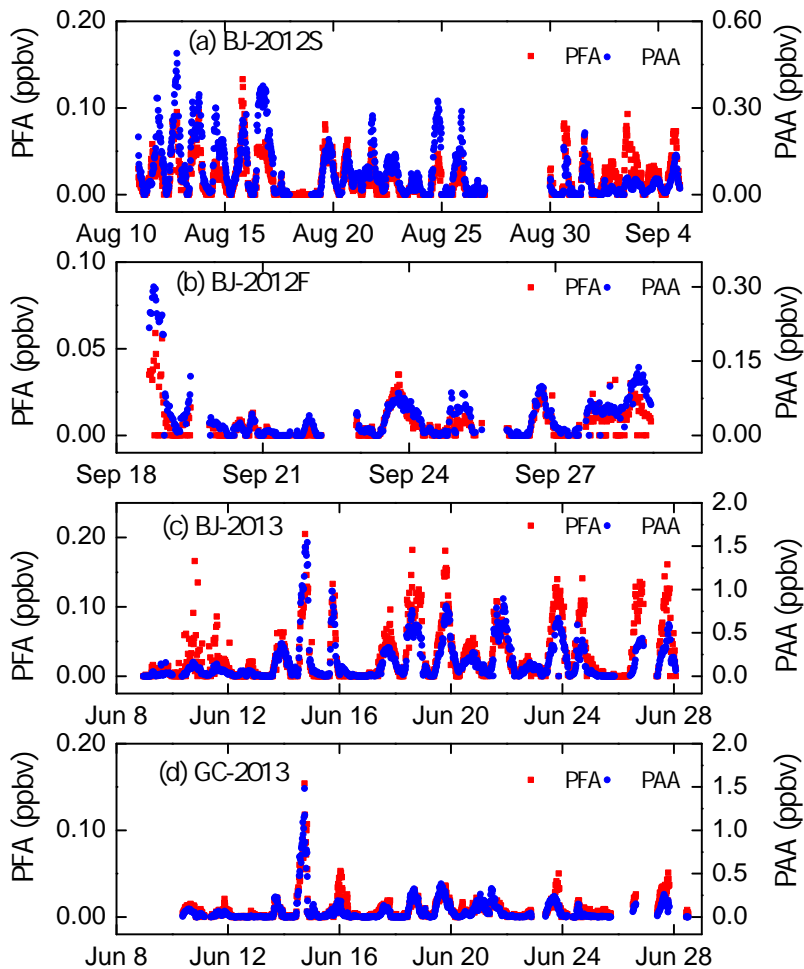 (a) BJ-2012S
PFA PAA
PFA (ppbv)
PAA (ppbv)
0.20
0.10
0.00
0.60
0.30
0.00
Aug 10 Aug 15 Aug 20 Aug 25 Aug 30 Sep 4
(b) BJ-2012F
PFA PAA
PFA (ppbv)
PAA (ppbv)
0.10
0.05
0.00
0.30
0.15
0.00
Sep 18 Sep 21 Sep 24 Sep 27
(c) BJ-2013
PFA PAA
PFA (ppbv)
PAA (ppbv)
0.20
0.10
0.00
2.0
1.5
1.0
0.5
0.0
Jun 8 Jun 12 Jun 16 Jun 20 Jun 24 Jun 28
(d) GC-2013
PFA PAA
PFA (ppbv)
PAA (ppbv)
0.20
0.10
0.00
2.0
1.5
1.0
0.5
0.0
Jun 8 Jun 12 Jun 16 Jun 20 Jun 24 Jun 28